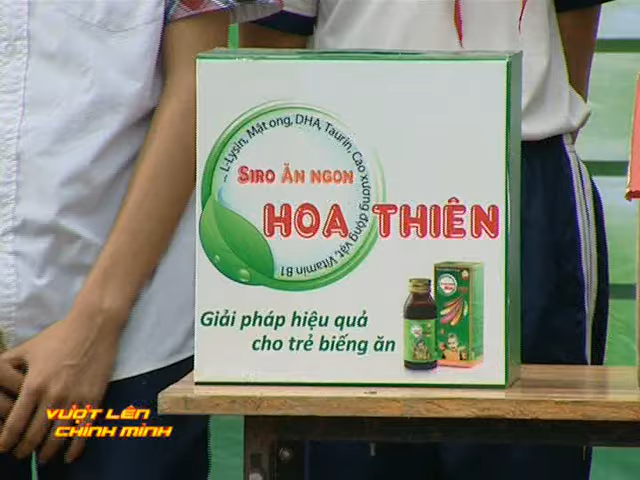 L-Lysin, Mật ong, DHA, Taurin, Cao xương động vật, Vitamin B1
SIRO ĂN NGON
HOA THIÊN
Giải pháp hiệu quả
cho trẻ biếng ăn
VƯỢT LÊN
CHÍNH MÌNH